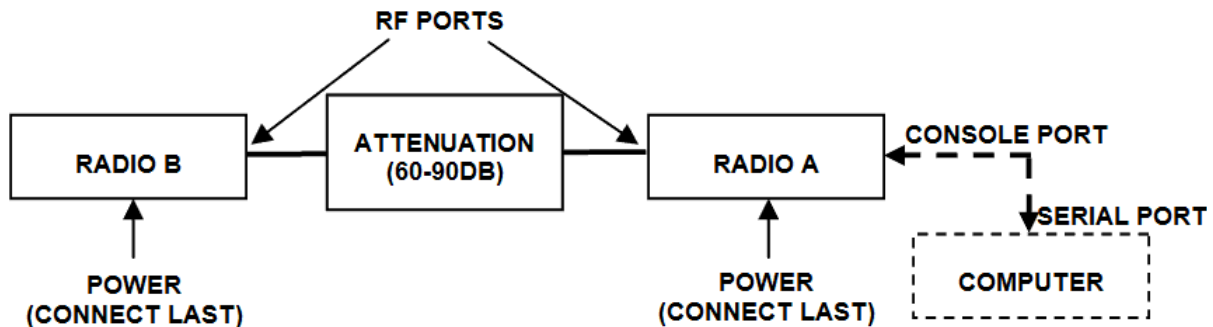 RF PORTS
RADIO B
ATTENUATION
(60-90DB)
RADIO A
CONSOLE PORT
SERIAL PORT
COMPUTER
POWER
(CONNECT LAST)
POWER
(CONNECT LAST)